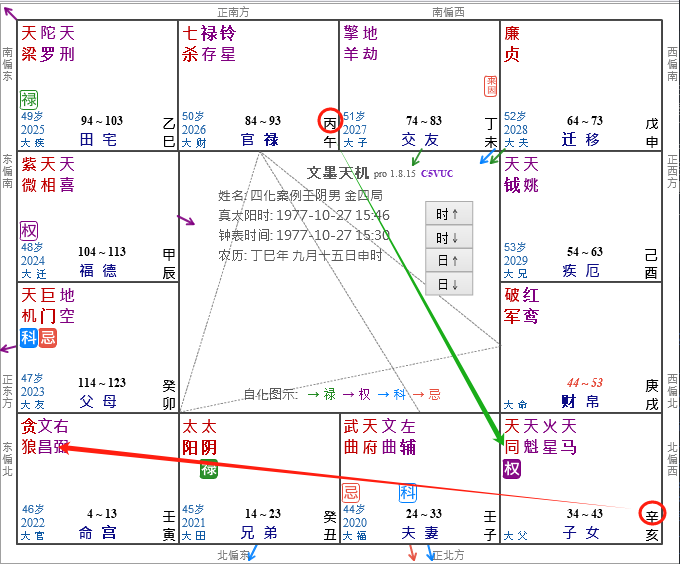 正南方 南偏西
南偏东
东偏南
正东方
东偏北
西偏南
正西方
西偏北
北偏西
北偏东 正北方
天陀天
梁罗刑
禄
49岁
2025
大疾
94～103
田宅
乙巳
七禄铃
杀存星
50岁
2026
大财
84～93
官禄
丙午
擎地
羊劫
来因
51岁
2027
大子
74～83
交友
丁未
廉
贞
52岁
2028
大夫
64～73
迁移
戊申
紫天天
微相喜
权
48岁
2024
大迁
104～113
福德
甲辰
文墨天机 pro 1.8.15 C5VUC
姓名: 四化案例壬阴男 金四局
真太阳时: 1977-10-27 15:46
钟表时间: 1977-10-27 15:30
农历: 丁巳年 九月十五日申时
时↑
时↓
日↑
日↓
自化图示: →禄 →权 →科 →忌
天天
钺姚
53岁
2029
大兄
54～63
疾厄
己酉
天巨地
机门空
科忌
47岁
2023
大友
114～123
父母
癸卯
破红
军鸾
大命
44～53
财帛
庚戌
贪文右
狼昌弼
46岁
2022
大官
4～13
命宫
壬寅
太太
阳阴
禄
45岁
2021
大田
14～23
兄弟
癸丑
武天文左
曲府曲辅
忌 科
44岁
2020
大福
24～33
夫妻
壬子
天天火天
同魁星马
权
大父
34～43
子女
辛亥